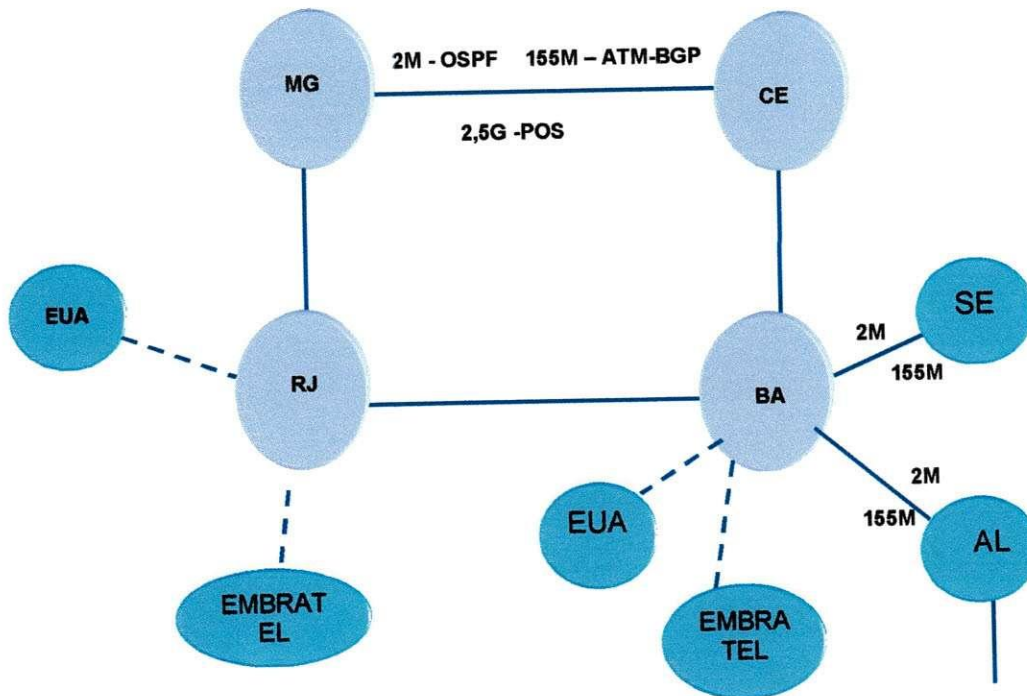 2M - OSPF 155M – ATM-BGP
MG
CE
2,5G -POS
EUA
SE
2M
155M
RJ
BA
2M
155M
EUA
AL
EMBRAT
EL
EMBRA
TEL